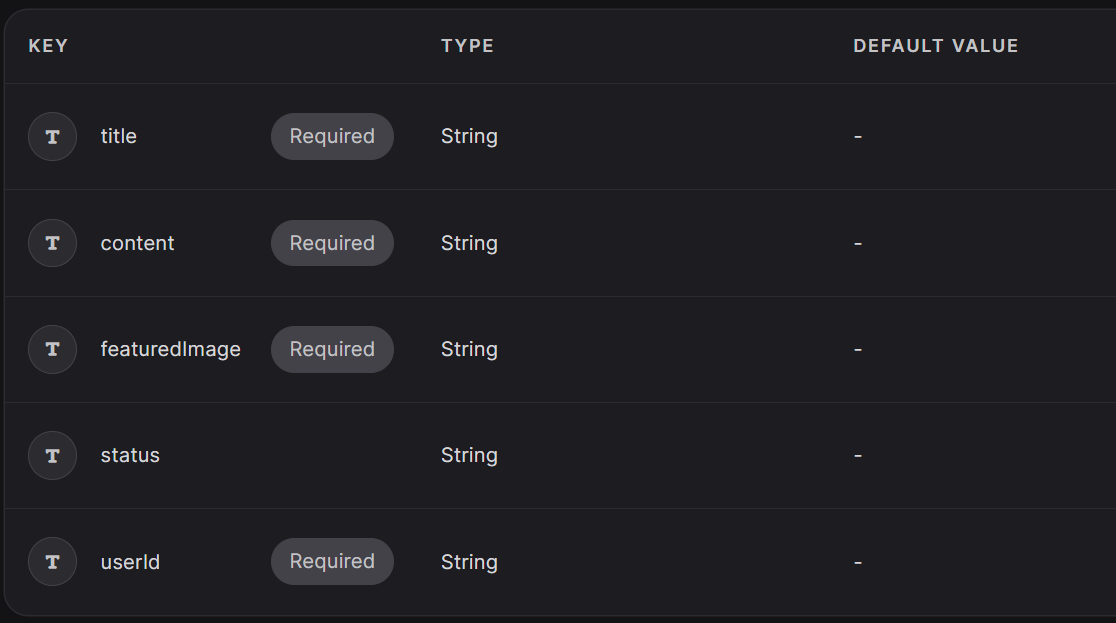 KEY TYPE DEFAULT VALUE
T title Required String -
T content Required String -
T featuredImage Required String -
T status String -
T userId Required String -